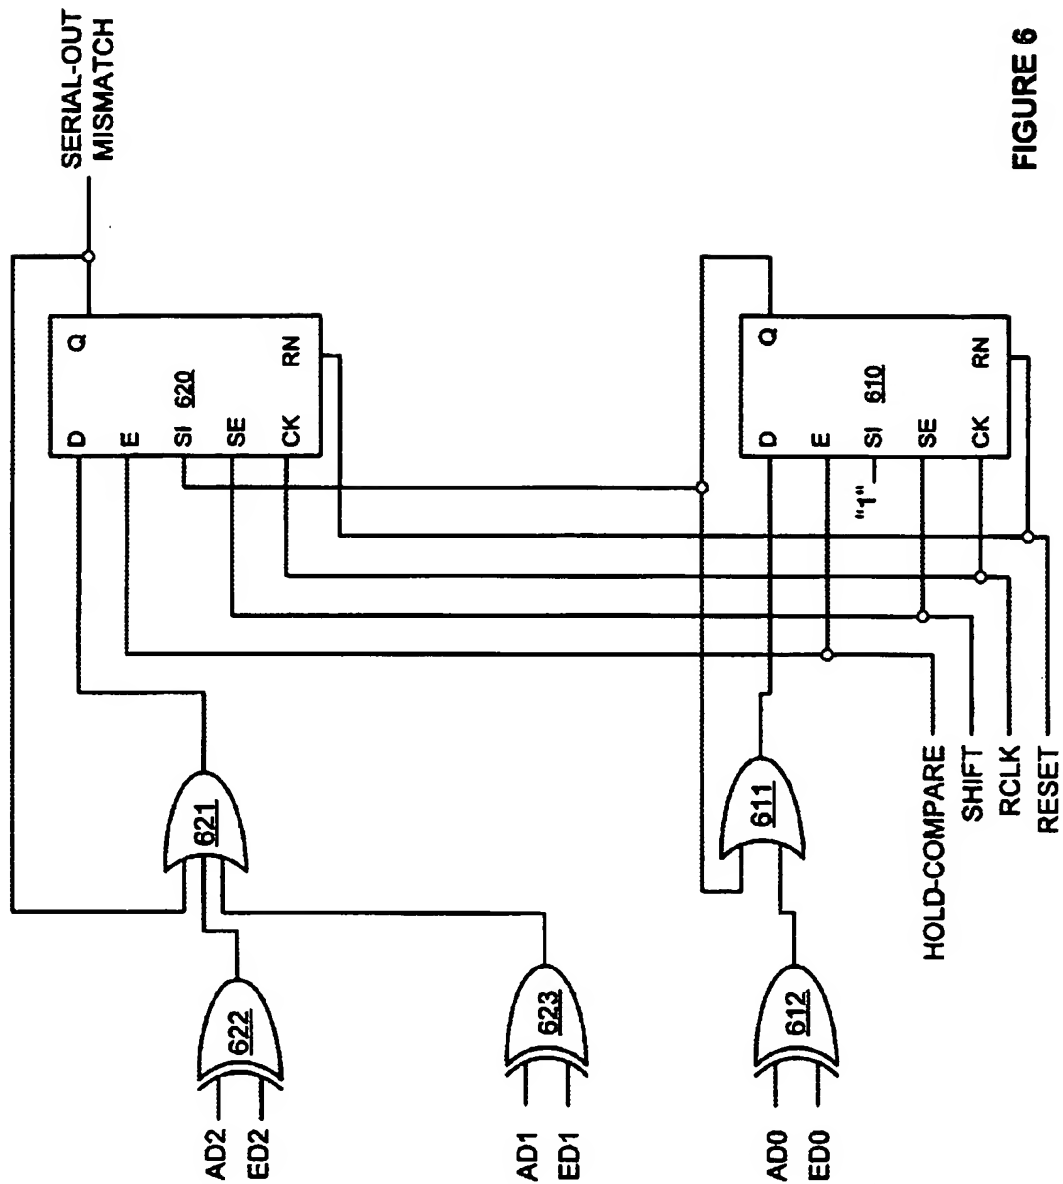 SERIAL-OUT
MISMATCH
D
Q
E
SI
620
SE
CK
RN
621
AD2
ED2
622
AD1
ED1
623
D
Q
E
SI
610
"1"
SE
CK
RN
611
AD0
ED0
612
HOLD-COMPARE
SHIFT
RCLK
RESET
FIGURE 6